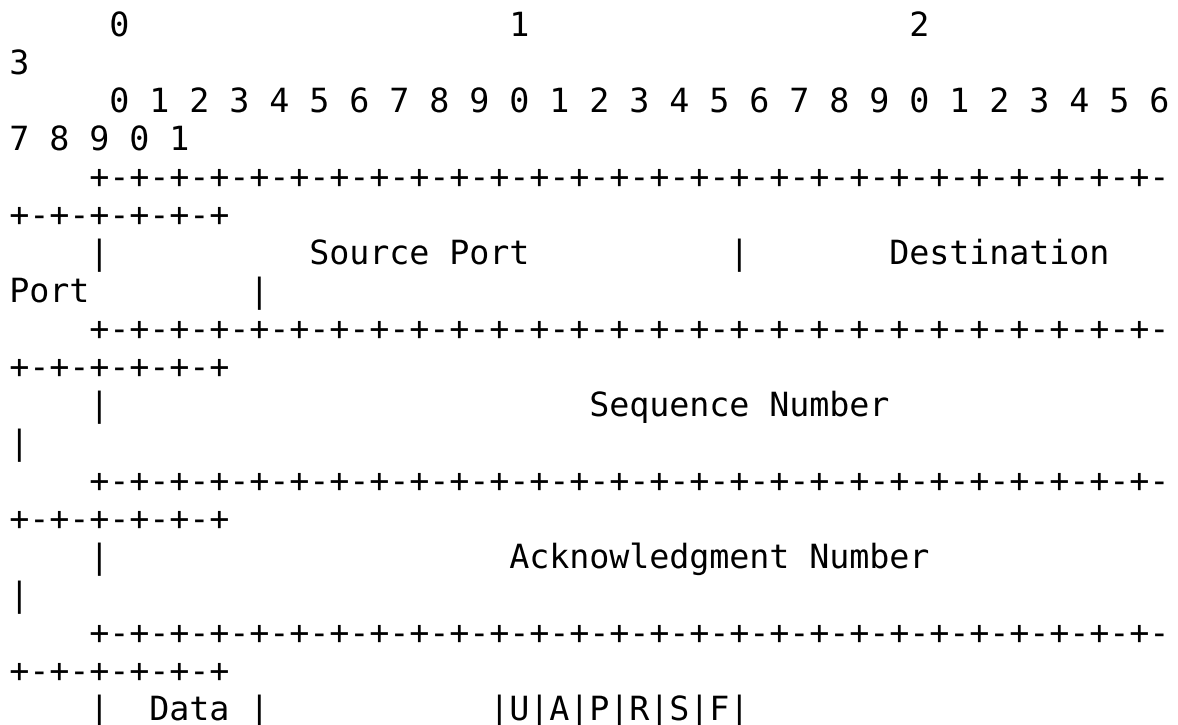 0                   1                   2
3
     0 1 2 3 4 5 6 7 8 9 0 1 2 3 4 5 6 7 8 9 0 1 2 3 4 5 6
7 8 9 0 1
    +-+-+-+-+-+-+-+-+-+-+-+-+-+-+-+-+-+-+-+-+-+-+-+-+-+-+-
+-+-+-+-+-+
    |          Source Port          |       Destination
Port        |
    +-+-+-+-+-+-+-+-+-+-+-+-+-+-+-+-+-+-+-+-+-+-+-+-+-+-+-
+-+-+-+-+-+
    |                        Sequence Number
|
    +-+-+-+-+-+-+-+-+-+-+-+-+-+-+-+-+-+-+-+-+-+-+-+-+-+-+-
+-+-+-+-+-+
    |                    Acknowledgment Number
|
    +-+-+-+-+-+-+-+-+-+-+-+-+-+-+-+-+-+-+-+-+-+-+-+-+-+-+-
+-+-+-+-+-+
    |  Data |           |U|A|P|R|S|F|